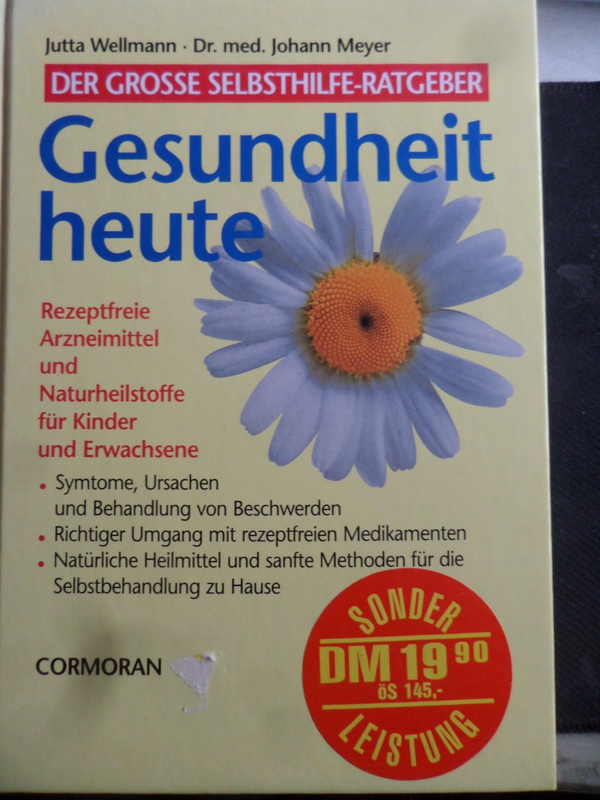 Jutta Wellmann · Dr. med. Johann Meyer
DER GROSSE SELBSTHILFE-RATGEBER
Gesundheit
heute
Rezeptfreie
Arzneimittel
und
Naturheilstoffe
für Kinder
und Erwachsene
• Symtome, Ursachen
und Behandlung von Beschwerden
• Richtiger Umgang mit rezeptfreien Medikamenten
• Natürliche Heilmittel und sanfte Methoden für die
Selbstbehandlung zu Hause
CORMORAN
SONDER
DM 19 90
öS 145,-
LEISTUNG